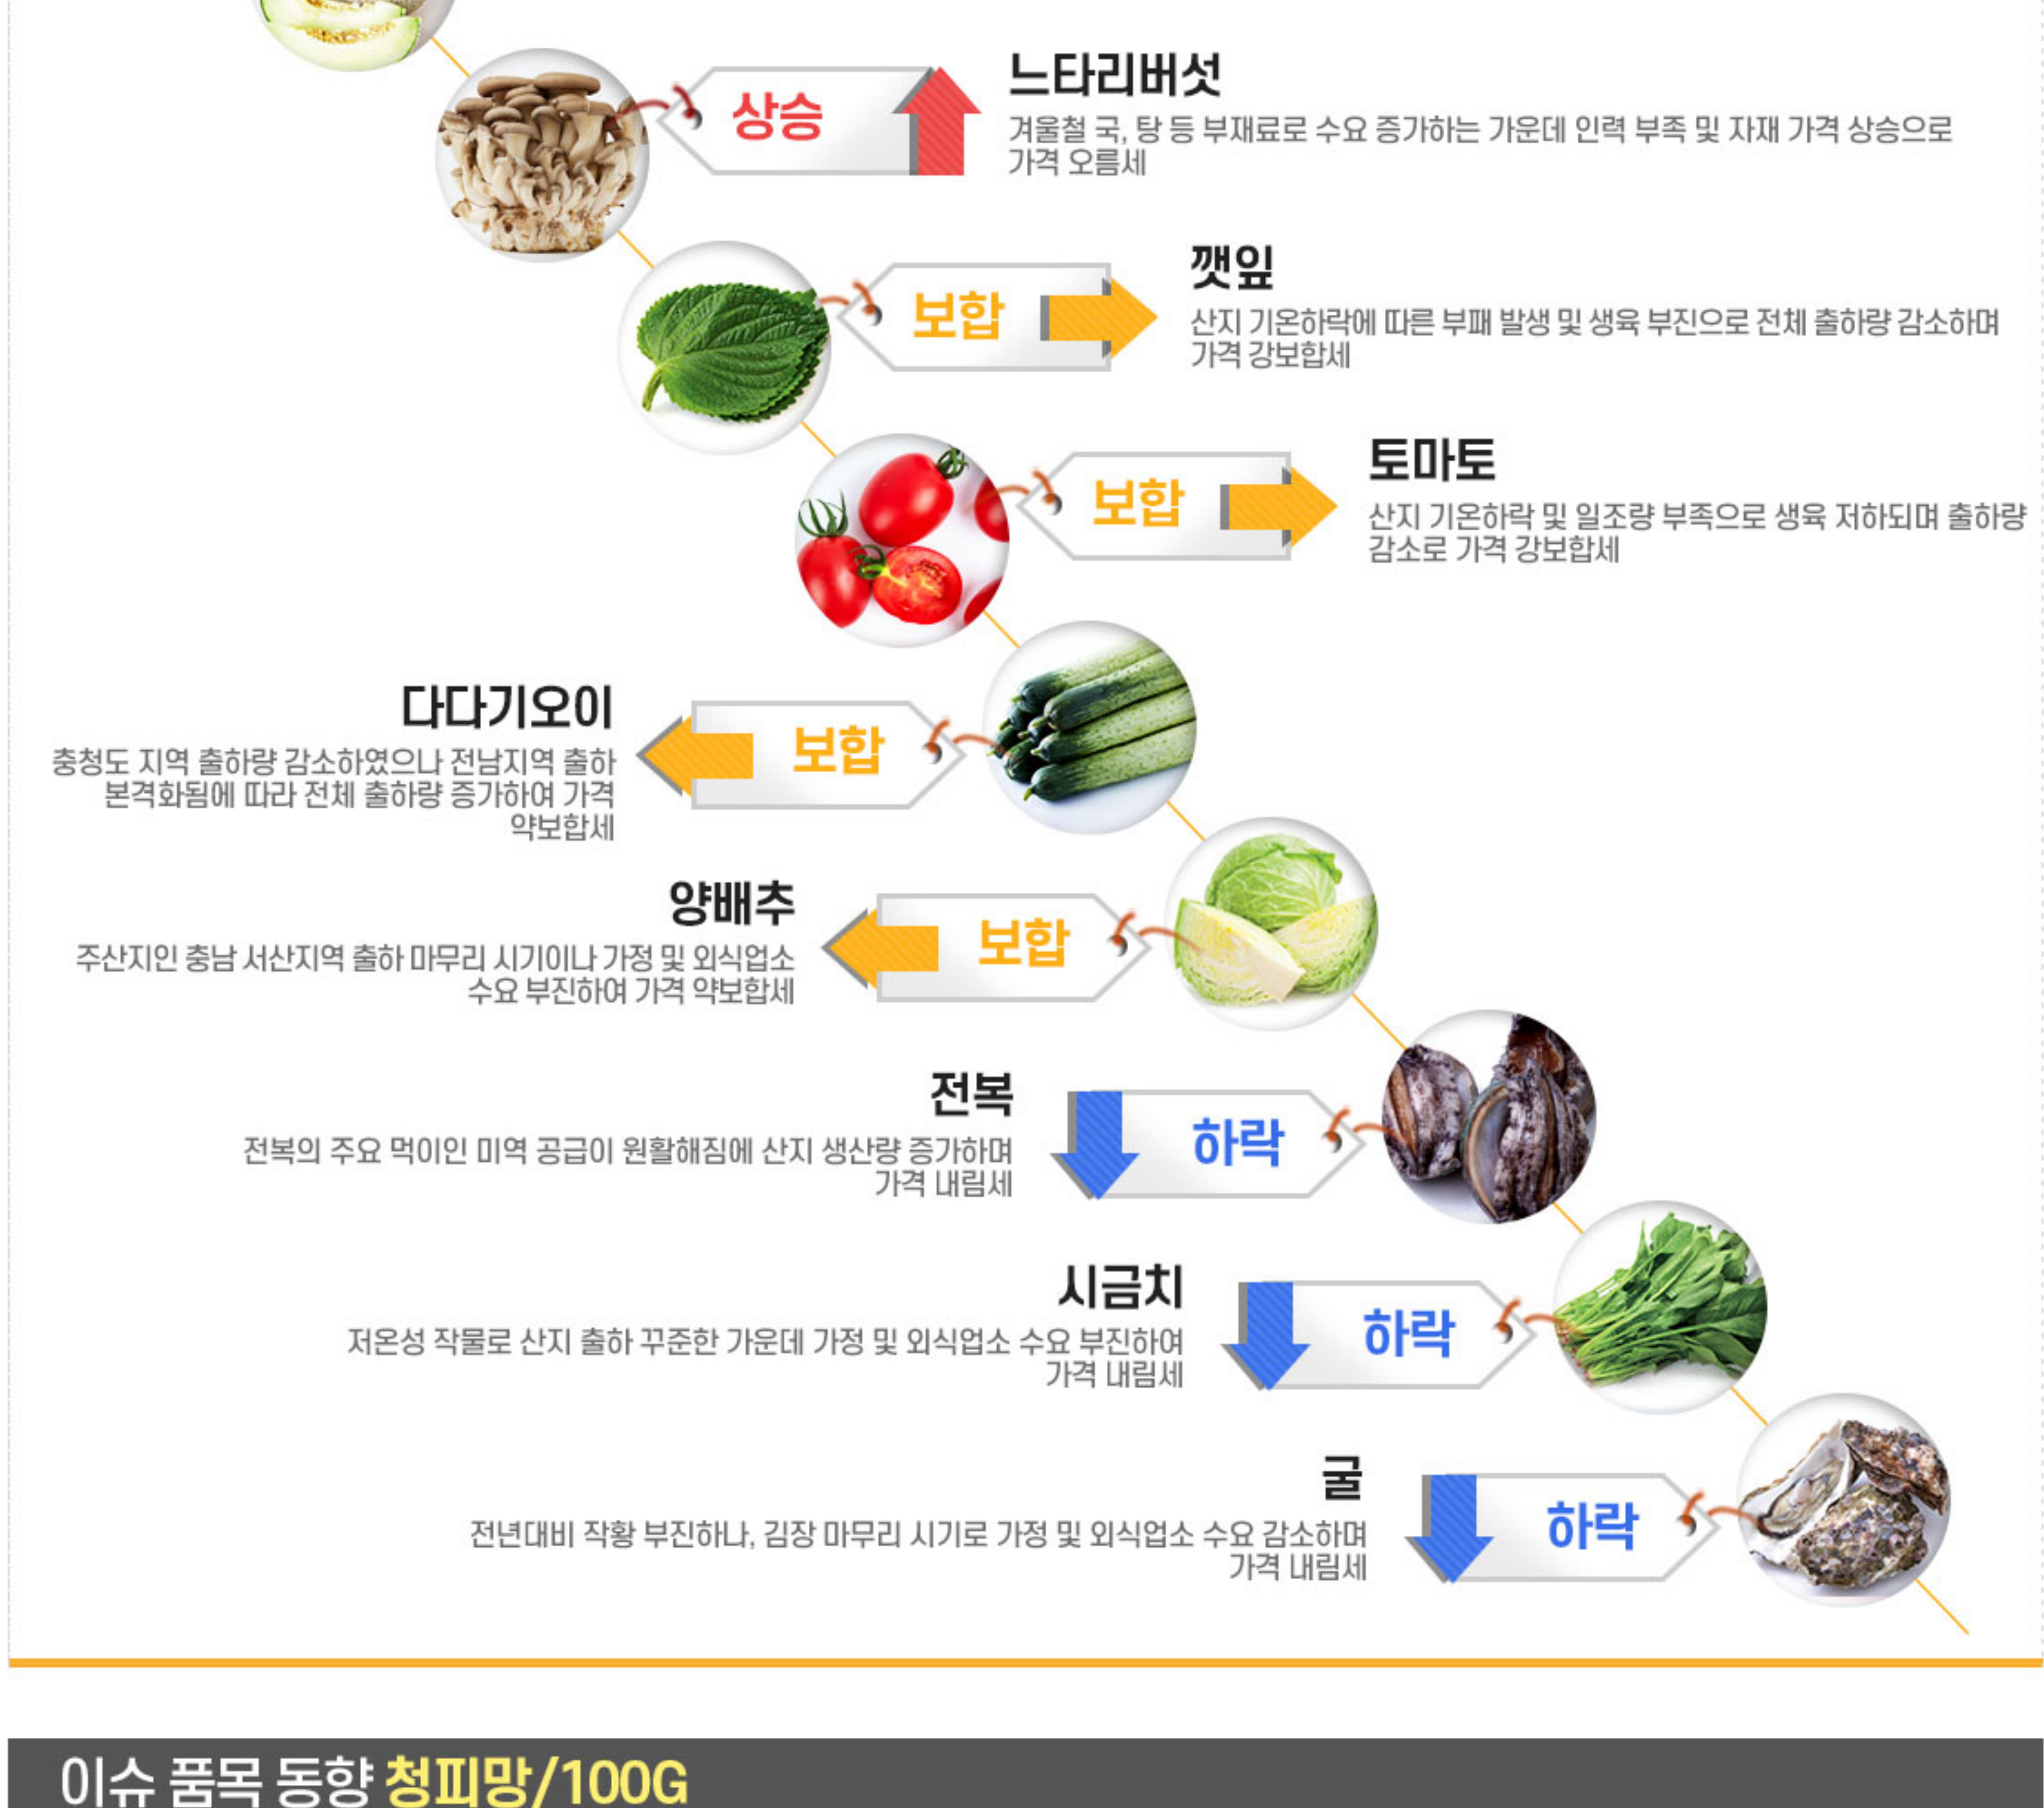 느타리버섯
상승
겨울철 국, 탕 등 부재료로 수요 증가하는 가운데 인력 부족 및 자재 가격 상승으로
가격 오름세
깻잎
보합
산지 기온하락에 따른 부패 발생 및 생육 부진으로 전체 출하량 감소하며
가격 강보합세
토마토
보합
산지 기온하락 및 일조량 부족으로 생육 저하되며 출하량
감소로 가격 강보합세
다다기오이
보합
충청도 지역 출하량 감소하였으나 전남지역 출하
본격화됨에 따라 전체 출하량 증가하여 가격
약보합세
양배추
보합
주산지인 충남 서산지역 출하 마무리 시기이나 가정 및 외식업소
수요 부진하여 가격 약보합세
전복
하락
전복의 주요 먹이인 미역 공급이 원활해짐에 산지 생산량 증가하며
가격 내림세
시금치
하락
저온성 작물로 산지 출하 꾸준한 가운데 가정 및 외식업소 수요 부진하여
가격 내림세
굴
하락
전년대비 작황 부진하나, 김장 마무리 시기로 가정 및 외식업소 수요 감소하며
가격 내림세
이슈 품목 동향 청피망/100G